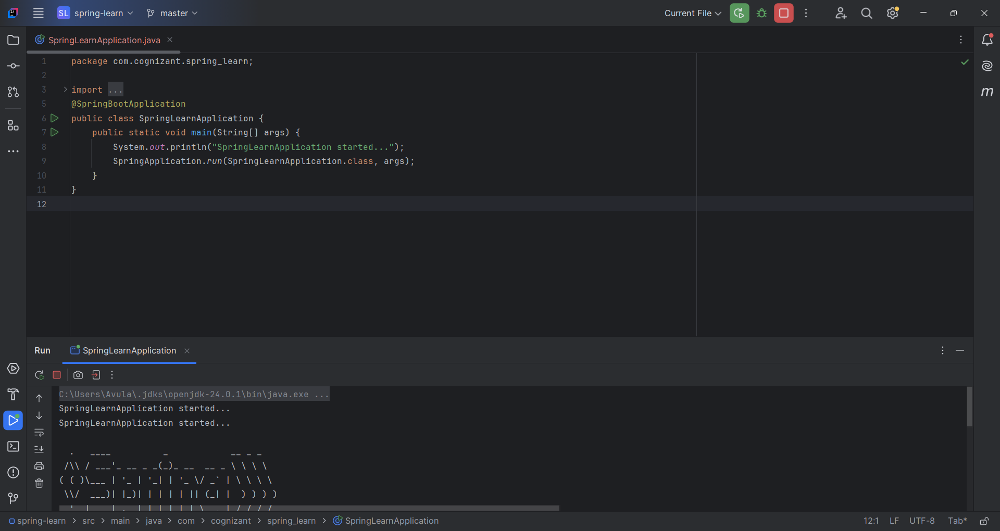 SL spring-learn master Current File
SpringLearnApplication.java
1 package com.cognizant.spring_learn;
2
3 import ...
5 @SpringBootApplication
6 public class SpringLearnApplication {
7     public static void main(String[] args) {
8         System.out.println("SpringLearnApplication started...");
9         SpringApplication.run(SpringLearnApplication.class, args);
10     }
11 }
12
Run SpringLearnApplication
C:\Users\Avula\.jdks\openjdk-24.0.1\bin\java.exe ...
SpringLearnApplication started...
SpringLearnApplication started...
  .   ____          _            __ _ _
 /\\ / ___'_ __ _ _(_)_ __  __ _ \ \ \ \
( ( )\___ | '_ | '_| | '_ \/ _` | \ \ \ \
 \\/  ___)| |_)| | | | | || (_| |  ) ) ) )
spring-learn > src > main > java > com > cognizant > spring_learn > SpringLearnApplication 12:1 LF UTF-8 Tab*